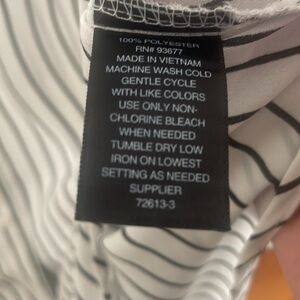 100% POLYESTER
RN# 93677
MADE IN VIETNAM
MACHINE WASH COLD
GENTLE CYCLE
WITH LIKE COLORS
USE ONLY NON-
CHLORINE BLEACH
WHEN NEEDED
TUMBLE DRY LOW
IRON ON LOWEST
SETTING AS NEEDED
SUPPLIER
72613-3